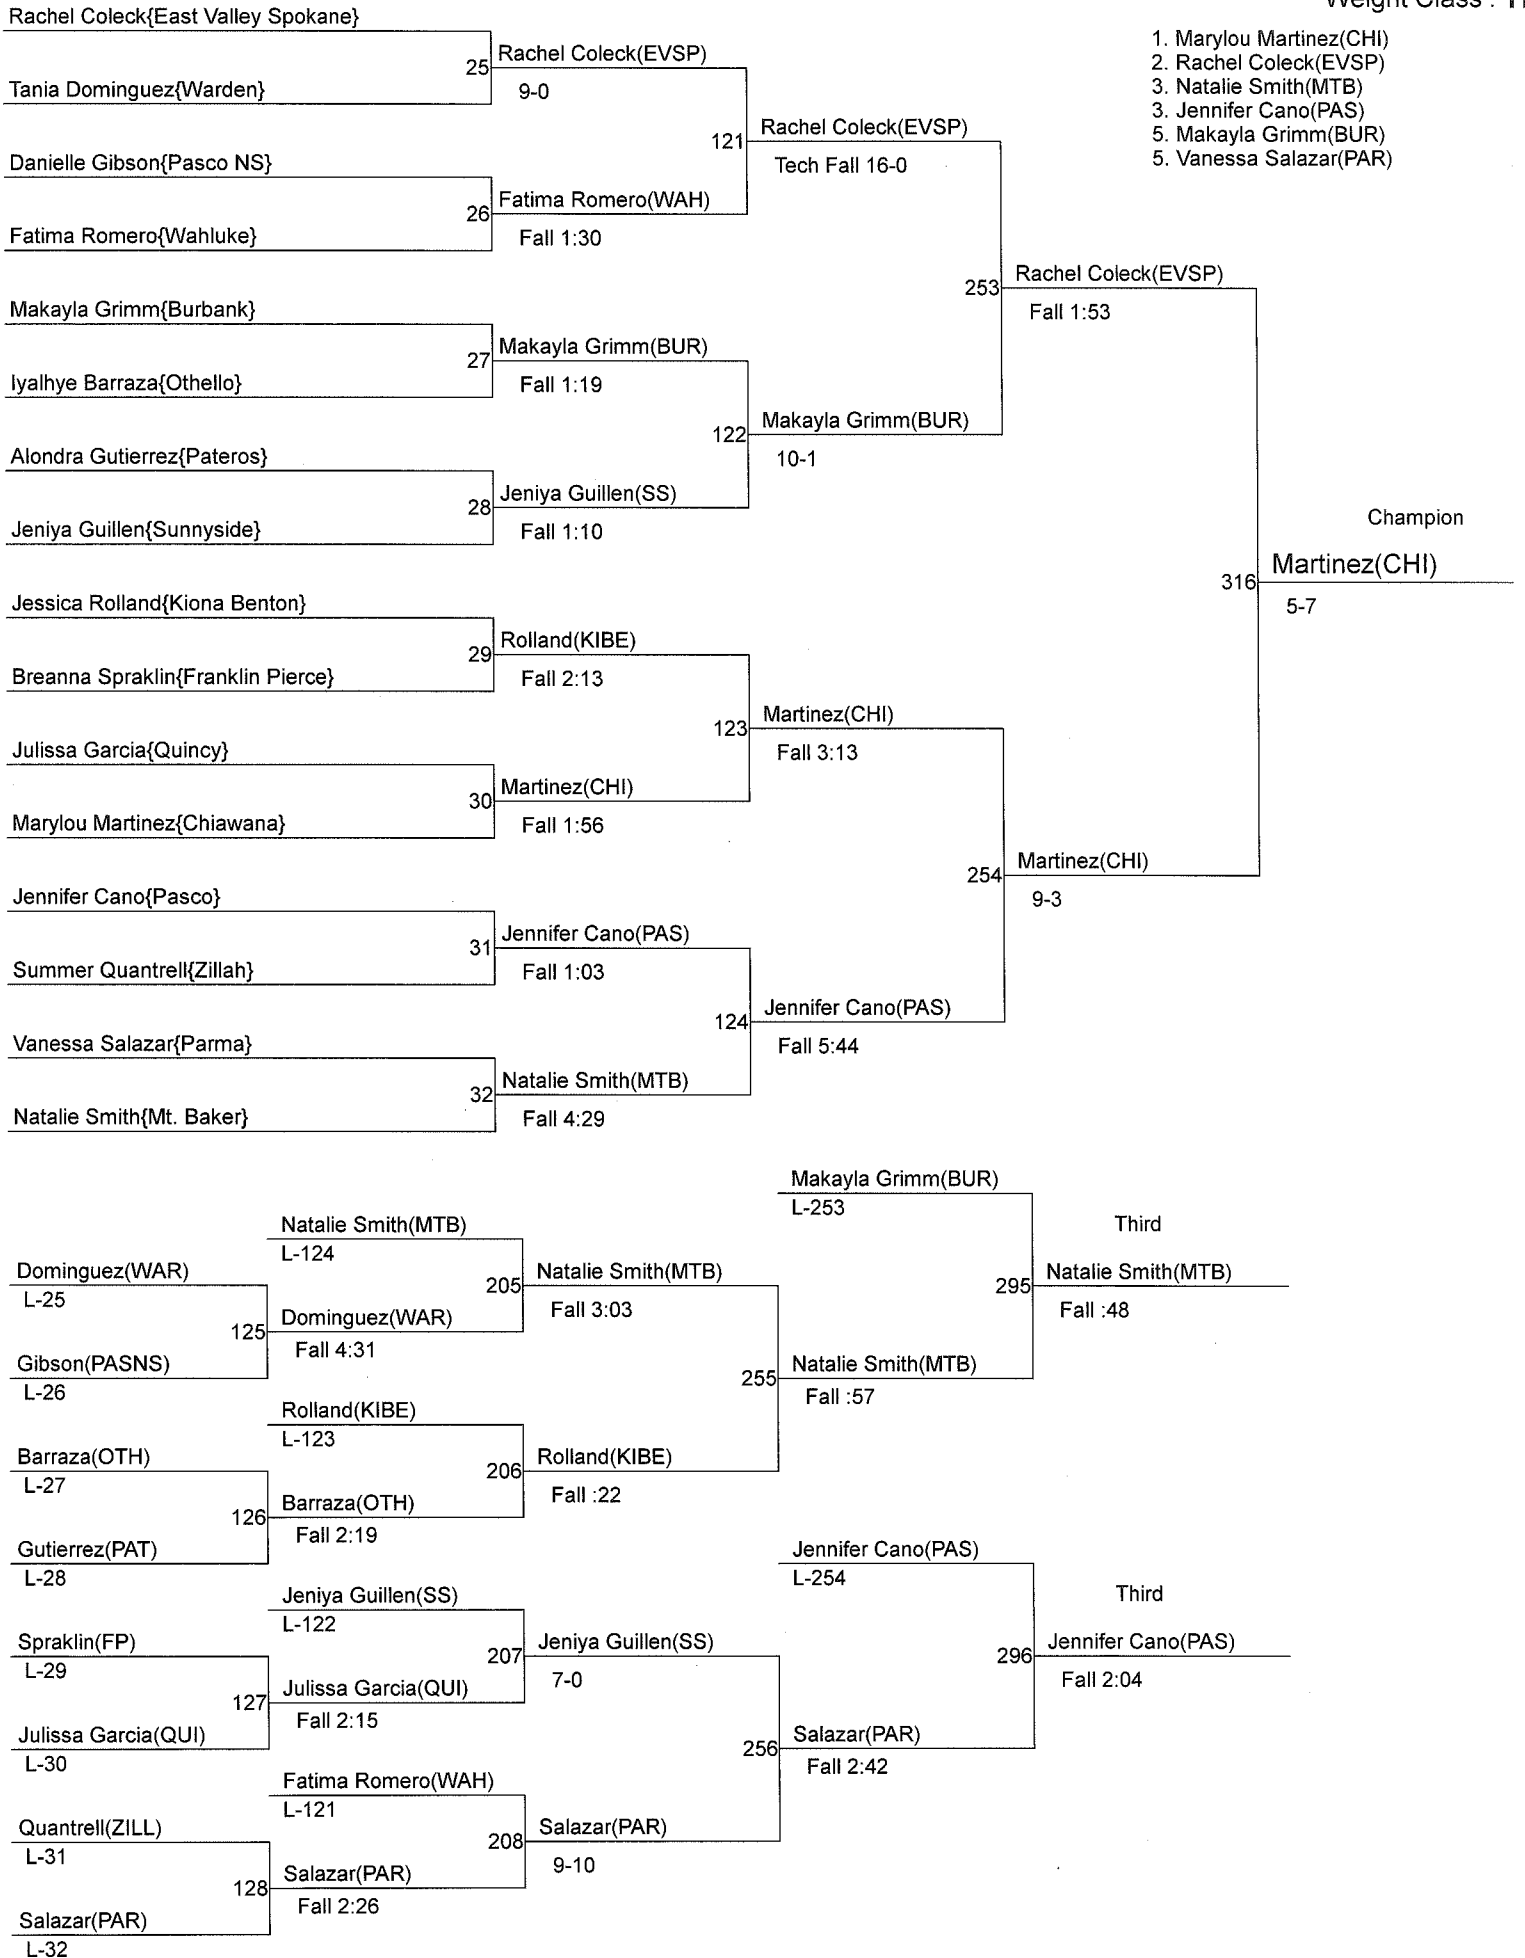 Weight Class :
1. Marylou Martinez(CHI)
2. Rachel Coleck(EVSP)
3. Natalie Smith(MTB)
3. Jennifer Cano(PAS)
5. Makayla Grimm(BUR)
5. Vanessa Salazar(PAR)
Rachel Coleck{East Valley Spokane}
25 Rachel Coleck(EVSP)
9-0
Tania Dominguez{Warden}
121 Rachel Coleck(EVSP)
Tech Fall 16-0
Danielle Gibson{Pasco NS}
26 Fatima Romero(WAH)
Fall 1:30
Fatima Romero{Wahluke}
253 Rachel Coleck(EVSP)
Fall 1:53
Makayla Grimm{Burbank}
27 Makayla Grimm(BUR)
Fall 1:19
Iyalhye Barraza{Othello}
122 Makayla Grimm(BUR)
10-1
Alondra Gutierrez{Pateros}
28 Jeniya Guillen(SS)
Fall 1:10
Jeniya Guillen{Sunnyside}
Champion
316 Martinez(CHI)
5-7
Jessica Rolland{Kiona Benton}
29 Rolland(KIBE)
Fall 2:13
Breanna Spraklin{Franklin Pierce}
123 Martinez(CHI)
Fall 3:13
Julissa Garcia{Quincy}
30 Martinez(CHI)
Fall 1:56
Marylou Martinez{Chiawana}
254 Martinez(CHI)
9-3
Jennifer Cano{Pasco}
31 Jennifer Cano(PAS)
Fall 1:03
Summer Quantrell{Zillah}
124 Jennifer Cano(PAS)
Fall 5:44
Vanessa Salazar{Parma}
32 Natalie Smith(MTB)
Fall 4:29
Natalie Smith{Mt. Baker}
Makayla Grimm(BUR)
L-253
Third
Natalie Smith(MTB)
L-124
Dominguez(WAR)
L-25
205 Natalie Smith(MTB)
Fall 3:03
295 Natalie Smith(MTB)
Fall :48
125 Dominguez(WAR)
Fall 4:31
Gibson(PASNS)
L-26
255 Natalie Smith(MTB)
Fall :57
Rolland(KIBE)
L-123
Barraza(OTH)
L-27
206 Rolland(KIBE)
Fall :22
126 Barraza(OTH)
Fall 2:19
Gutierrez(PAT)
L-28
Jennifer Cano(PAS)
L-254
Third
Jeniya Guillen(SS)
L-122
Spraklin(FP)
L-29
207 Jeniya Guillen(SS)
7-0
296 Jennifer Cano(PAS)
Fall 2:04
127 Julissa Garcia(QUI)
Fall 2:15
Julissa Garcia(QUI)
L-30
256 Salazar(PAR)
Fall 2:42
Fatima Romero(WAH)
L-121
Quantrell(ZILL)
L-31
208 Salazar(PAR)
9-10
128 Salazar(PAR)
Fall 2:26
Salazar(PAR)
L-32